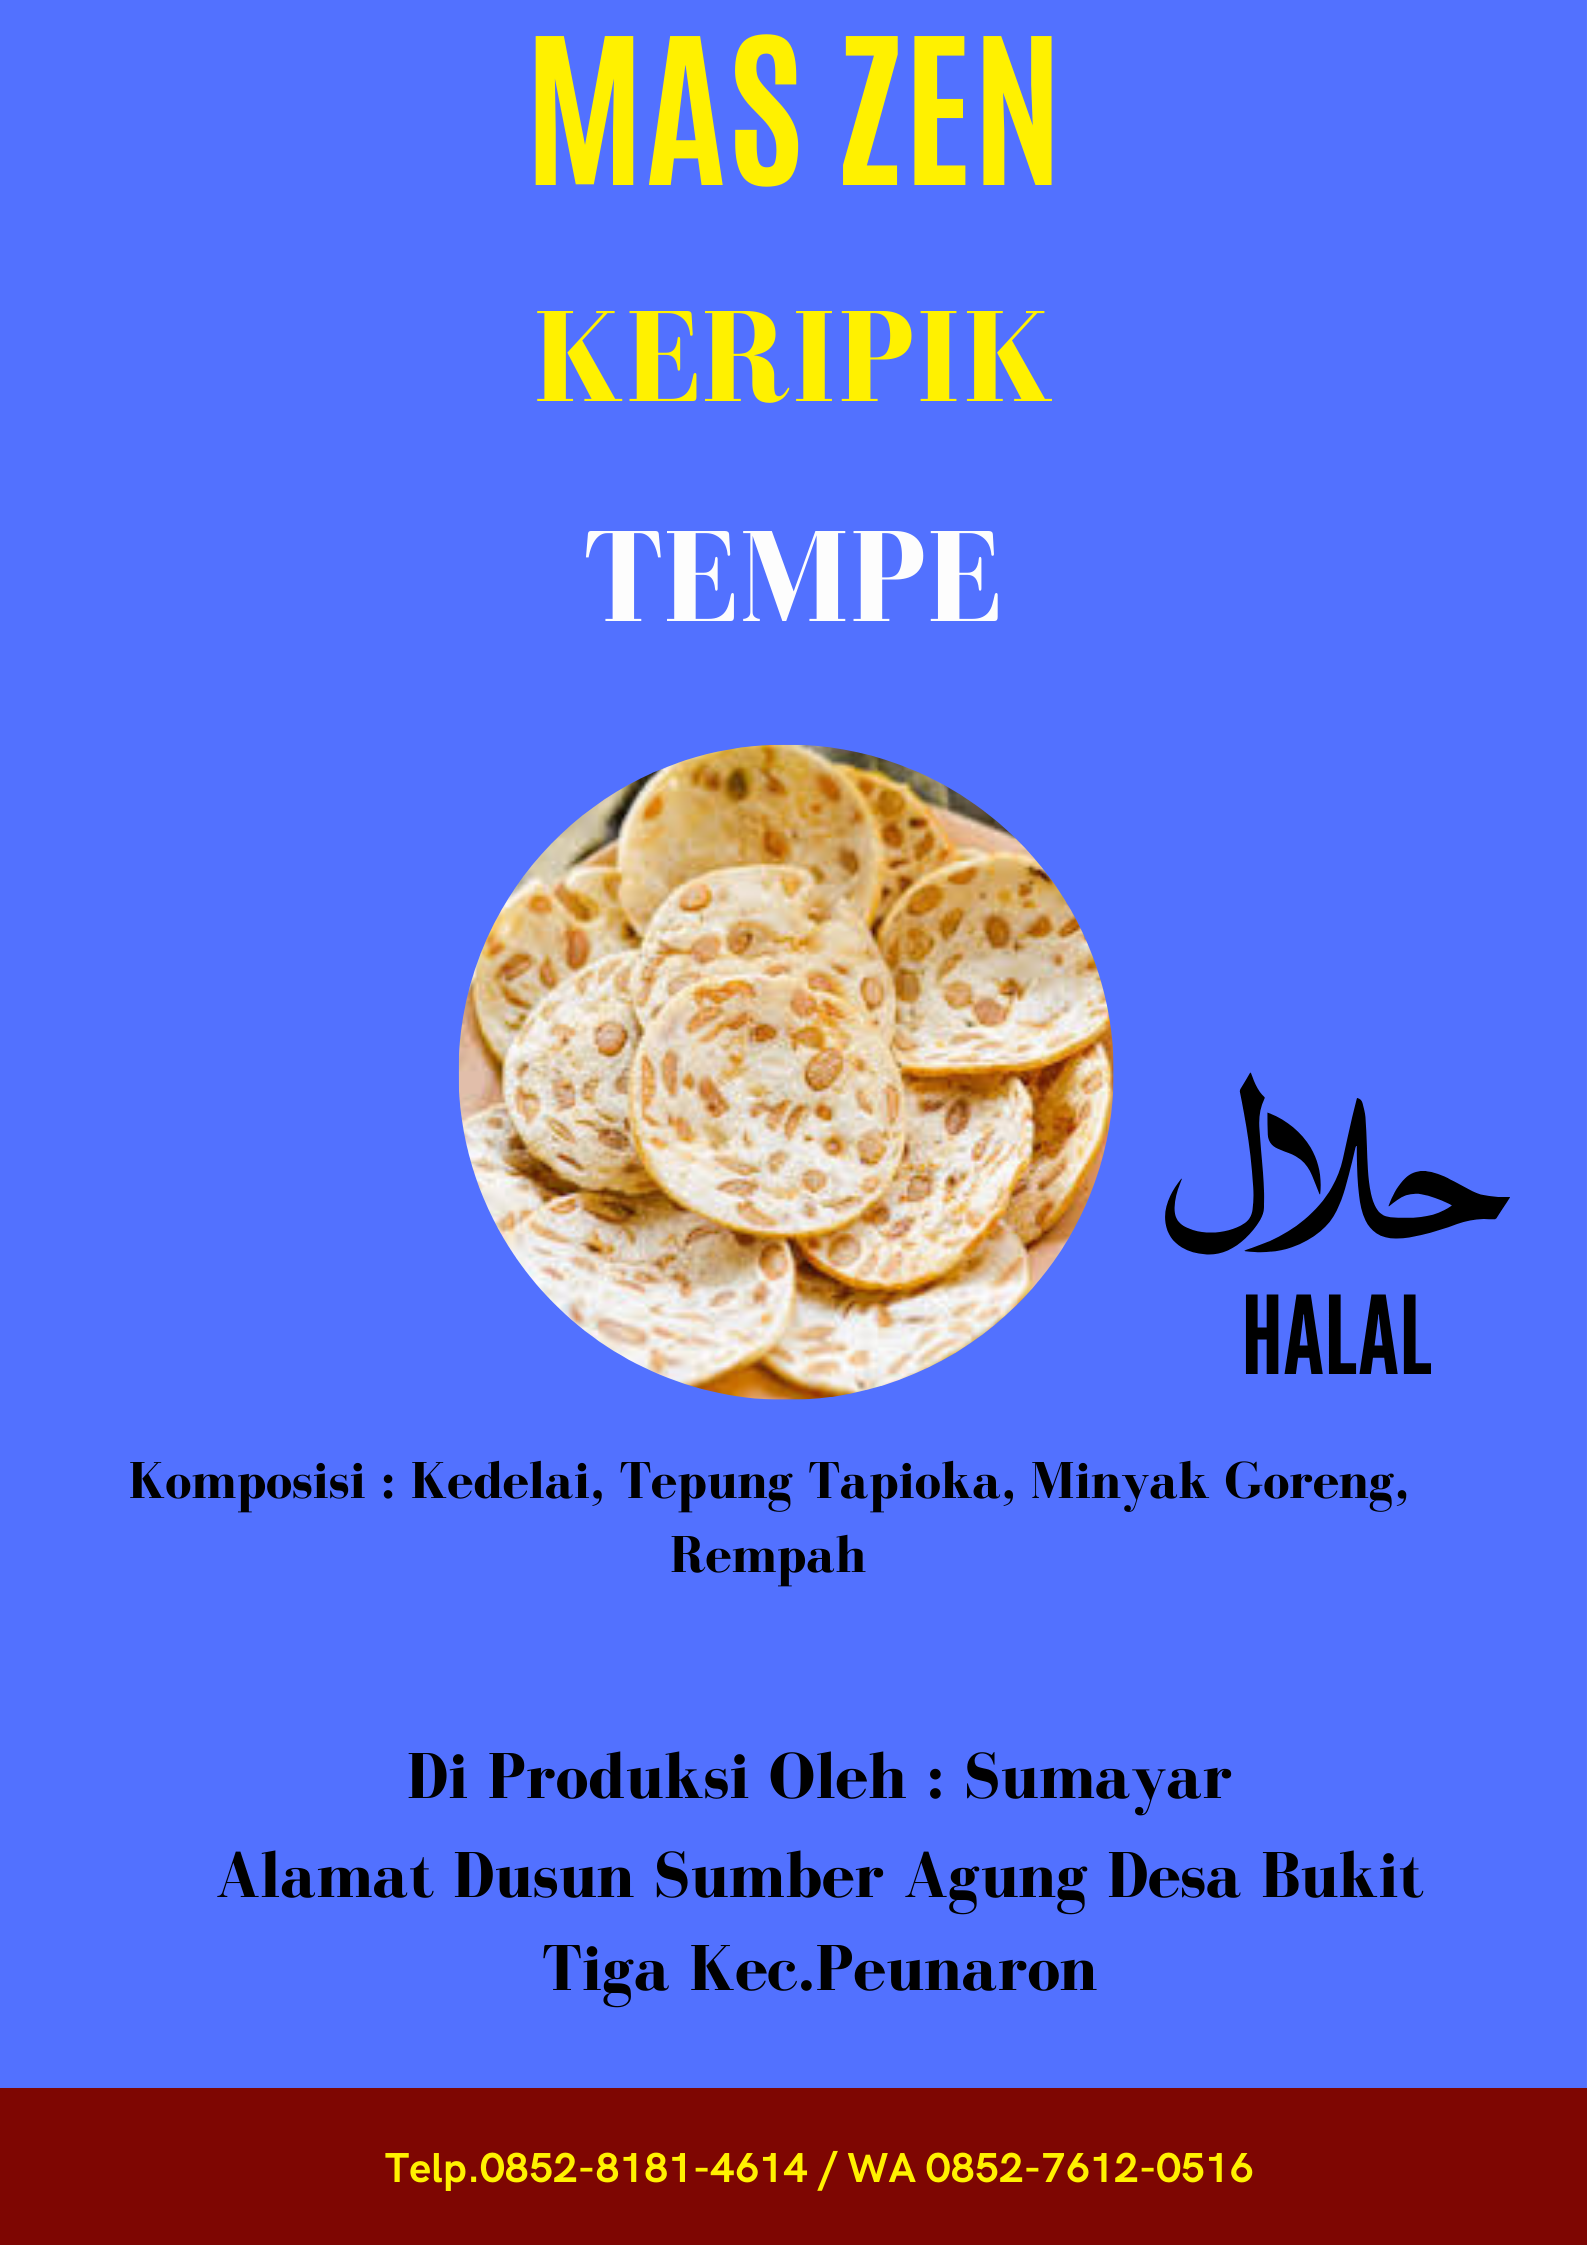 MAS ZEN
KERIPIK
TEMPE
حلال
HALAL
Komposisi : Kedelai, Tepung Tapioka, Minyak Goreng,
Rempah
Di Produksi Oleh : Sumayar
Alamat Dusun Sumber Agung Desa Bukit
Tiga Kec.Peunaron
Telp.0852-8181-4614 / WA 0852-7612-0516